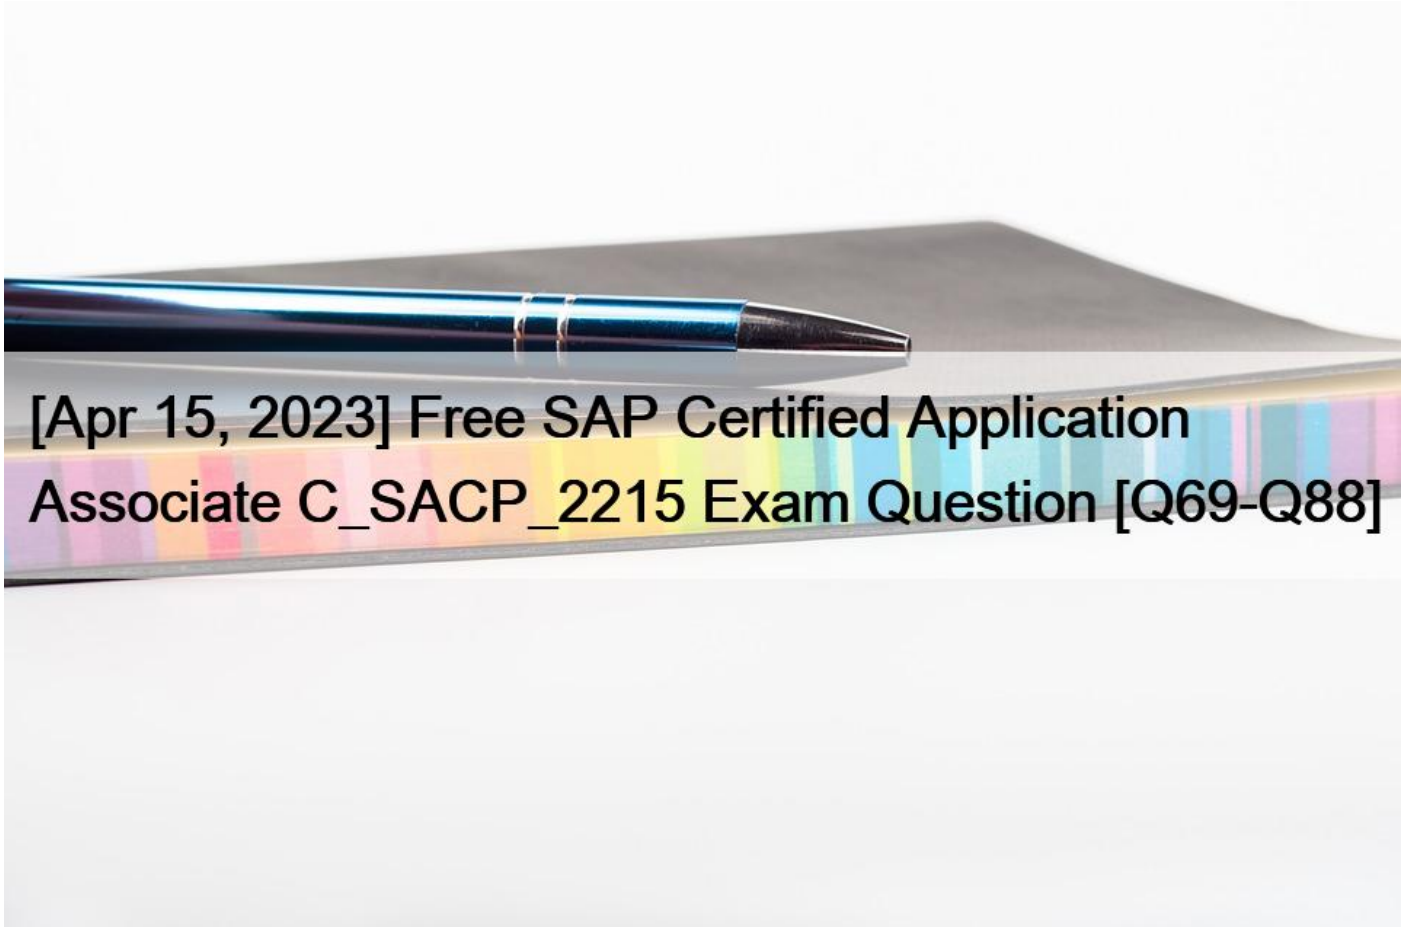 [Apr 15, 2023] Free SAP Certified Application
Associate C_SACP_2215 Exam Question [Q69-Q88]